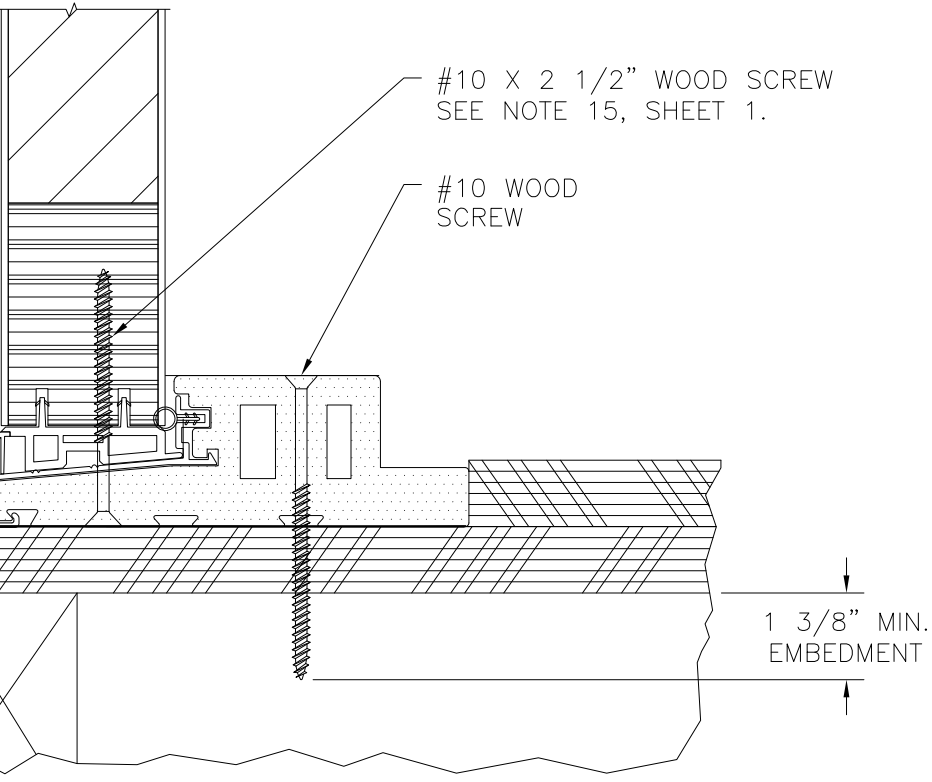 #10 X 2 1/2” WOOD SCREW
SEE NOTE 15, SHEET 1.
#10 WOOD
SCREW
1 3/8” MIN.
EMBEDMENT